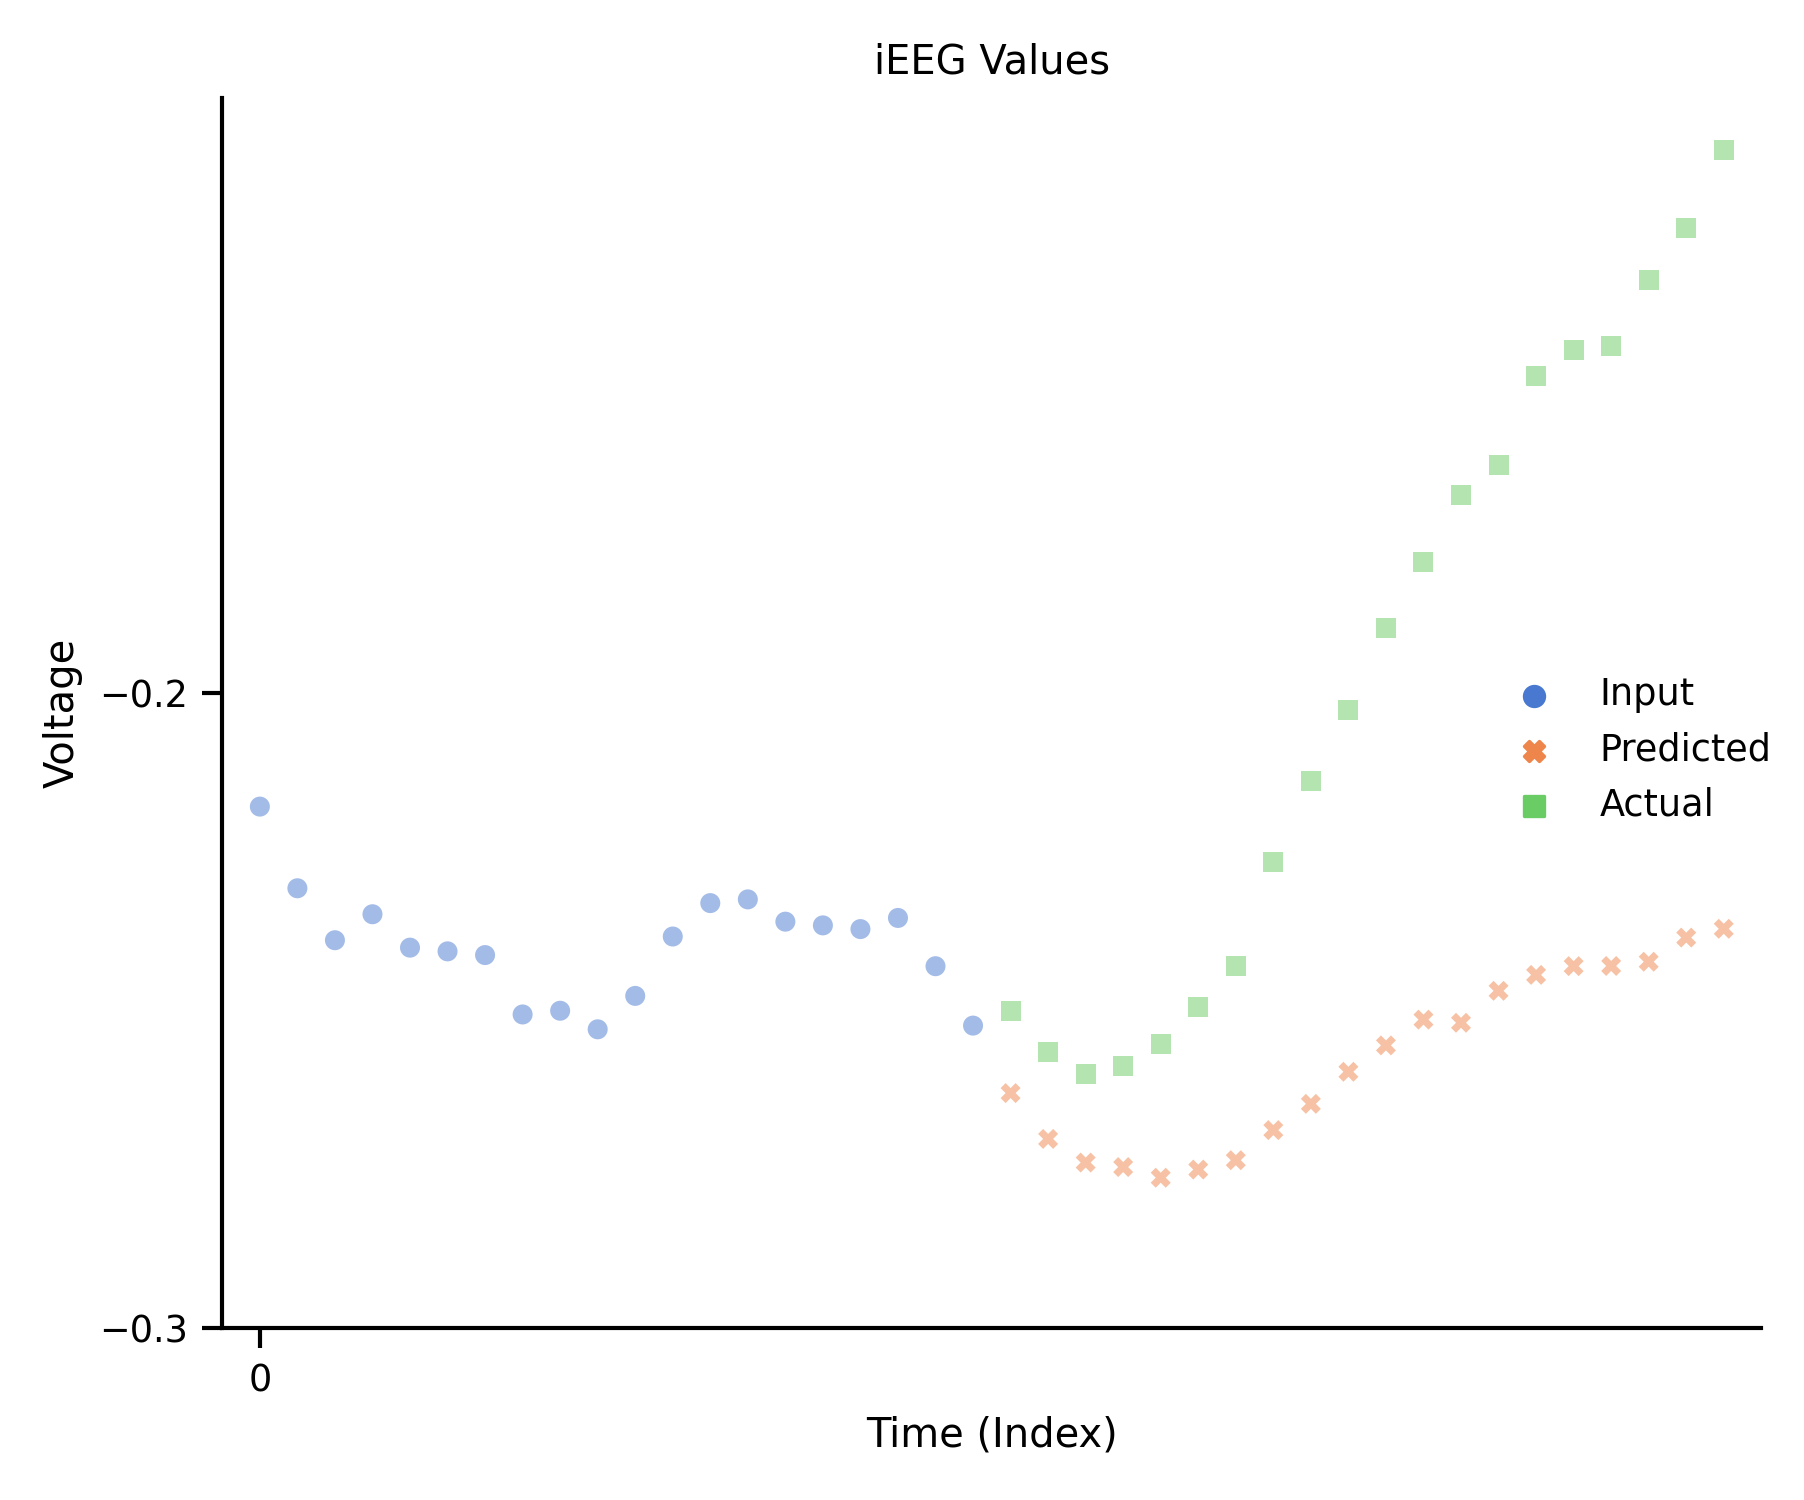 iEEG Values
Voltage
−0.2
−0.3
0
Time (Index)
Input
Predicted
Actual